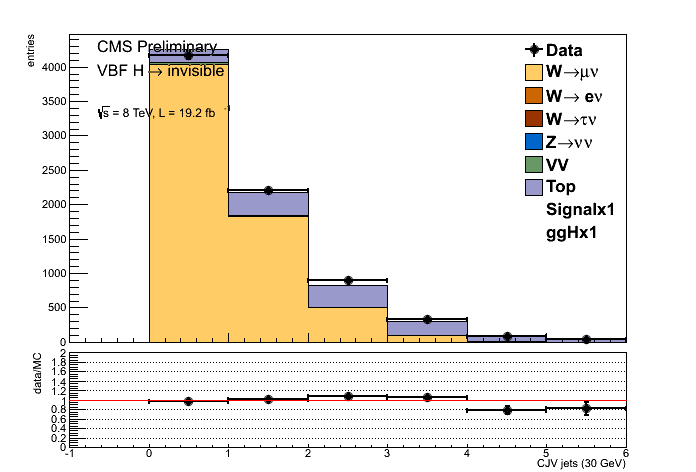 CMS Preliminary
VBF H → invisible
√s = 8 TeV, L = 19.2 fb⁻¹
entries
4000
3500
3000
2500
2000
1500
1000
500
0
Data
W→μν
W→ eν
W→τν
Z→νν
VV
Top
Signalx1
ggHx1
data/MC
2
1.8
1.6
1.4
1.2
1
0.8
0.6
0.4
0.2
0
-1 0 1 2 3 4 5 6
CJV jets (30 GeV)